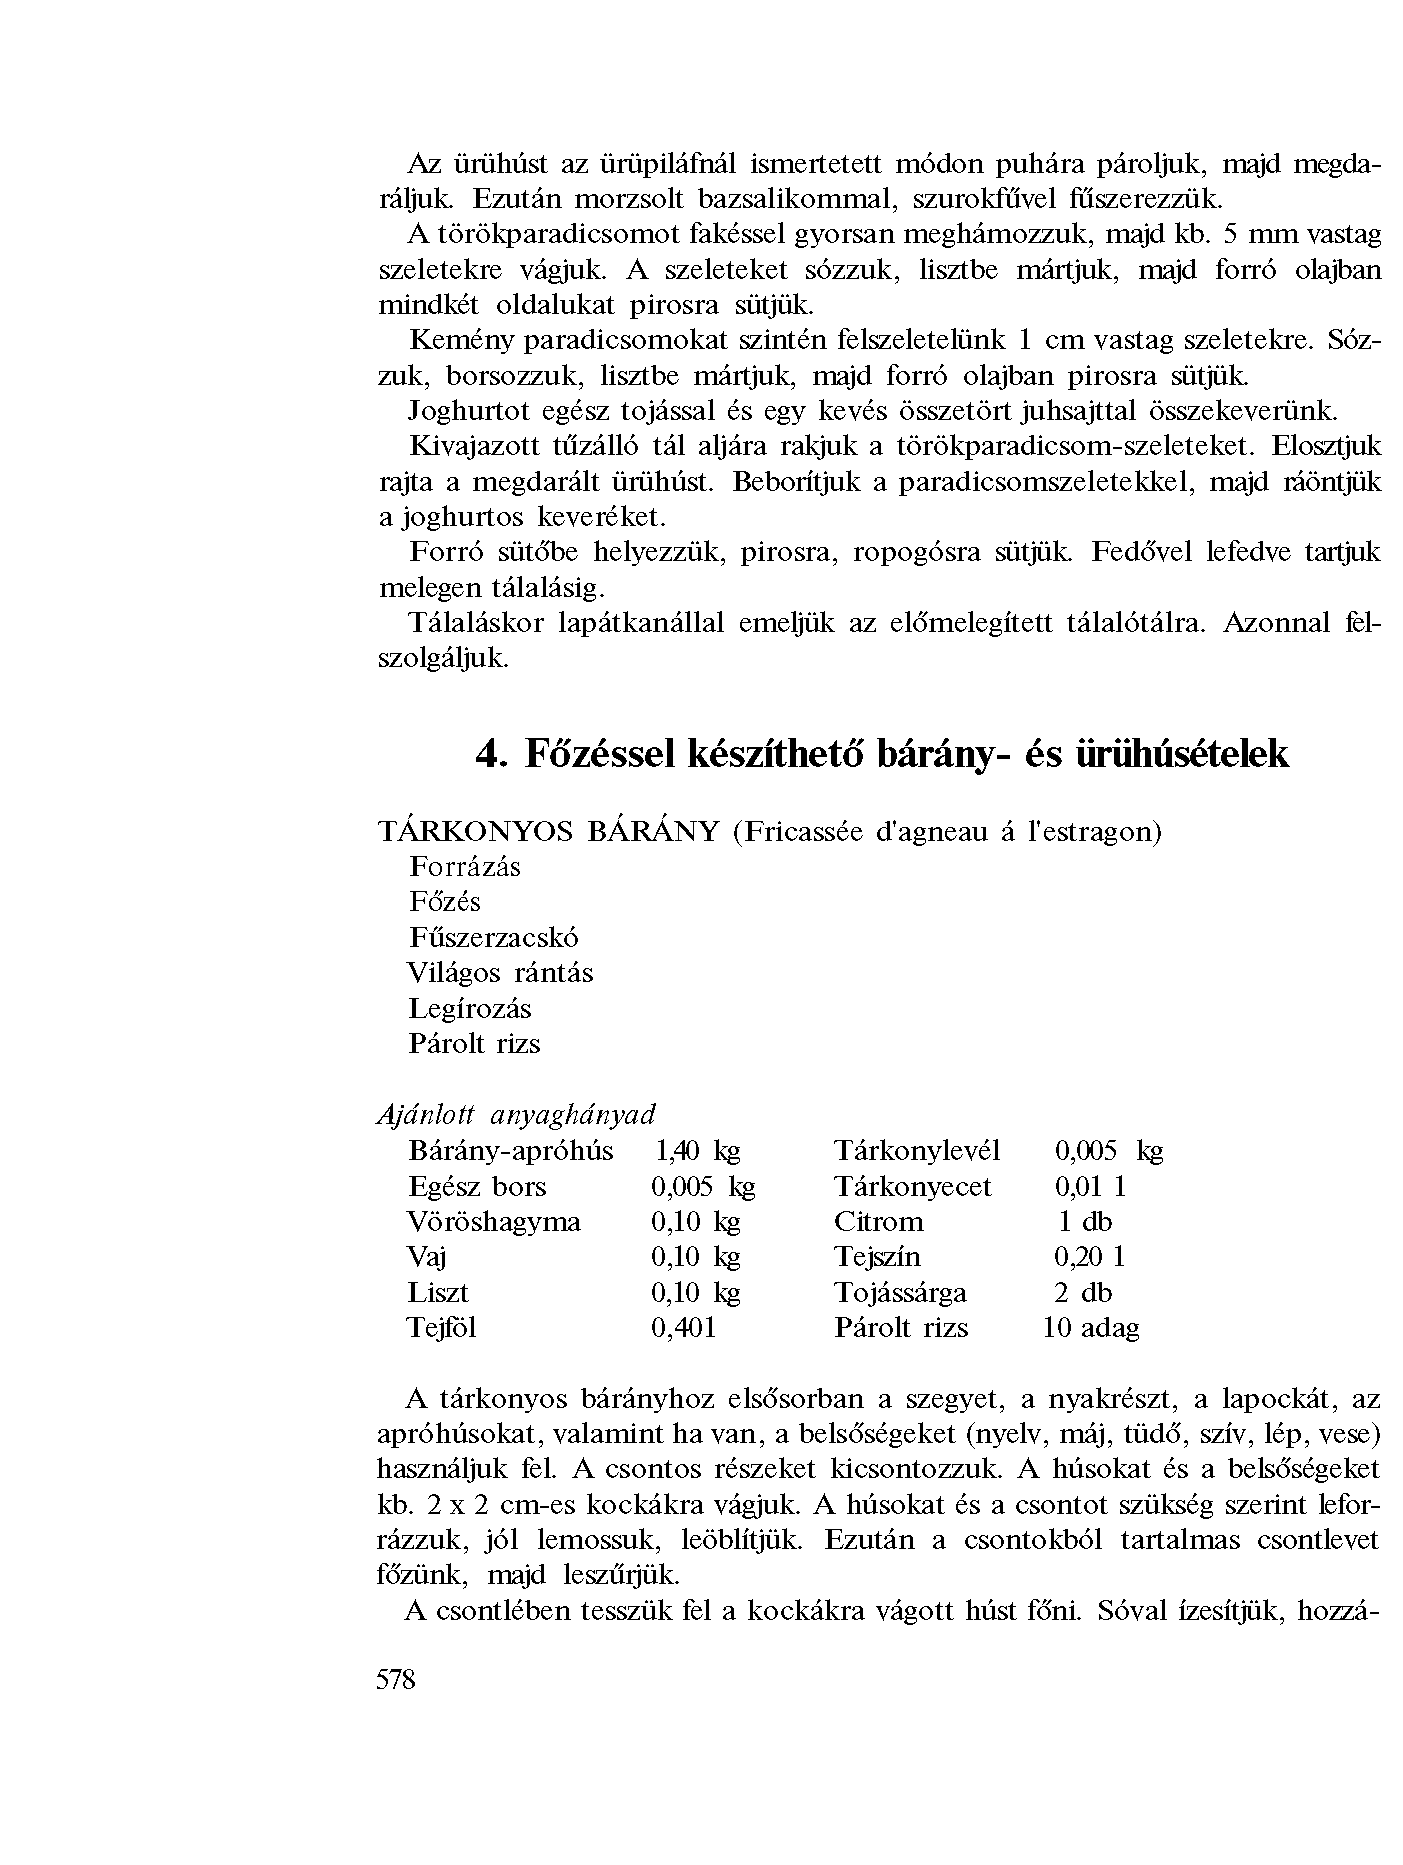 Az ürühúst az ürüpiláfnál ismertetett módon puhára pároljuk, majd megda-
ráljuk. Ezután morzsolt bazsalikommal, szurokfűvel fűszerezzük.
A törökparadicsomot fakéssel gyorsan meghámozzuk, majd kb. 5 mm vastag
szeletekre vágjuk. A szeleteket sózzuk, lisztbe mártjuk, majd forró olajban
mindkét oldalukat pirosra sütjük.
Kemény paradicsomokat szintén felszeletelünk 1 cm vastag szeletekre. Sóz-
zuk, borsozzuk, lisztbe mártjuk, majd forró olajban pirosra sütjük.
Joghurtot egész tojással és egy kevés összetört juhsajttal összekeverünk.
Kivajazott tűzálló tál aljára rakjuk a törökparadicsom-szeleteket. Elosztjuk
rajta a megdarált ürühúst. Beborítjuk a paradicsomszeletekkel, majd ráöntjük
a joghurtos keveréket.
Forró sütőbe helyezzük, pirosra, ropogósra sütjük. Fedővel lefedve tartjuk
melegen tálalásig.
Tálaláskor lapátkanállal emeljük az előmelegített tálalótálra. Azonnal fel-
szolgáljuk.
4. Főzéssel készíthető bárány- és ürühúsételek
TÁRKONYOS BÁRÁNY (Fricassée d'agneau á l'estragon)
Forrázás
Főzés
Fűszerzacskó
Világos rántás
Legírozás
Párolt rizs
Ajánlott anyaghányad
Bárány-apróhús 1,40 kg Tárkonylevél 0,005 kg
Egész bors 0,005 kg Tárkonyecet 0,01 1
Vöröshagyma 0,10 kg Citrom 1 db
Vaj 0,10 kg Tejszín 0,20 1
Liszt 0,10 kg Tojássárga 2 db
Tejföl 0,401 Párolt rizs 10 adag
A tárkonyos bárányhoz elsősorban a szegyet, a nyakrészt, a lapockát, az
apróhúsokat, valamint ha van, a belsőségeket (nyelv, máj, tüdő, szív, lép, vese)
használjuk fel. A csontos részeket kicsontozzuk. A húsokat és a belsőségeket
kb. 2 x 2 cm-es kockákra vágjuk. A húsokat és a csontot szükség szerint lefor-
rázzuk, jól lemossuk, leöblítjük. Ezután a csontokból tartalmas csontlevet
főzünk, majd leszűrjük.
A csontlében tesszük fel a kockákra vágott húst főni. Sóval ízesítjük, hozzá-
578